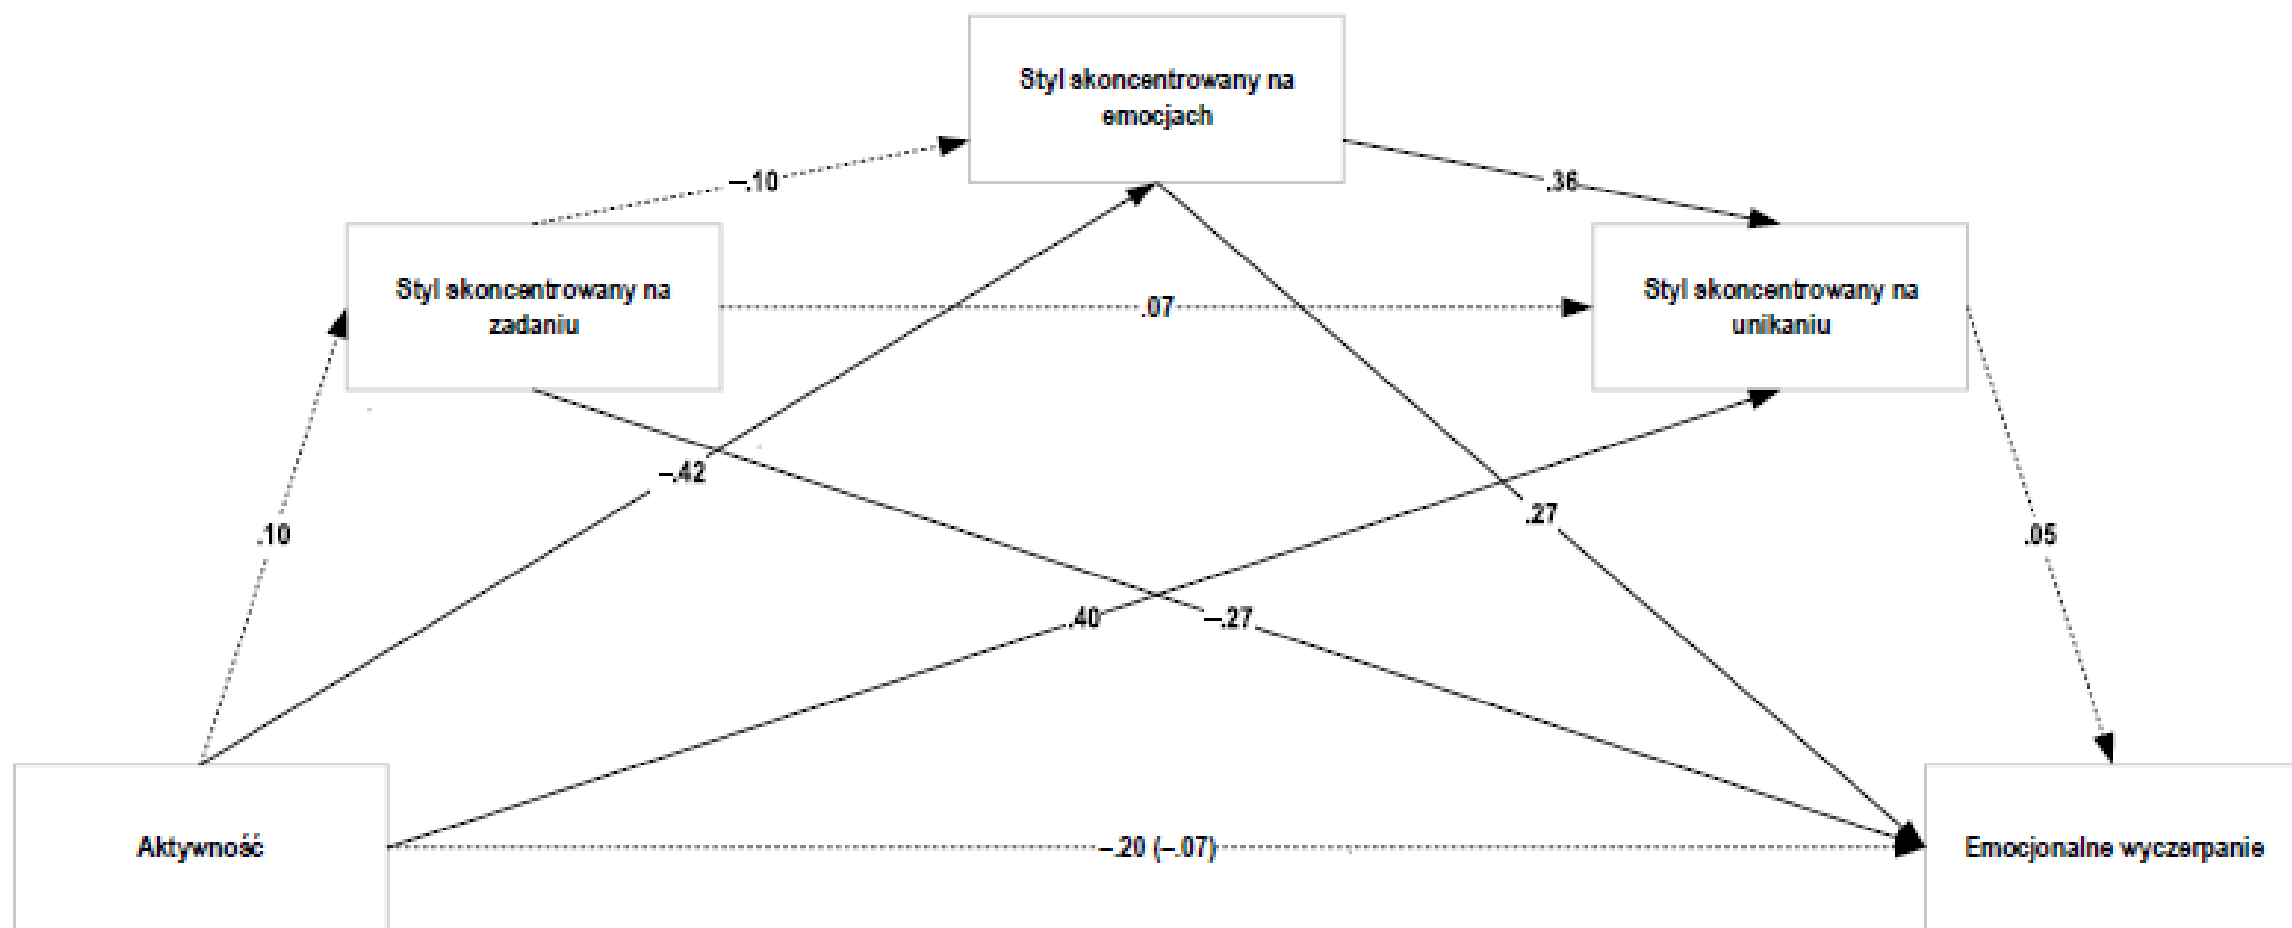 Styl skoncentrowany na
emocjach
–.10
.36
Styl skoncentrowany na
zadaniu
.07
Styl skoncentrowany na
unikaniu
–.42
.27
.10
.05
.40
–.27
Aktywność
–.20 (–.07)
Emocjonalne wyczerpanie